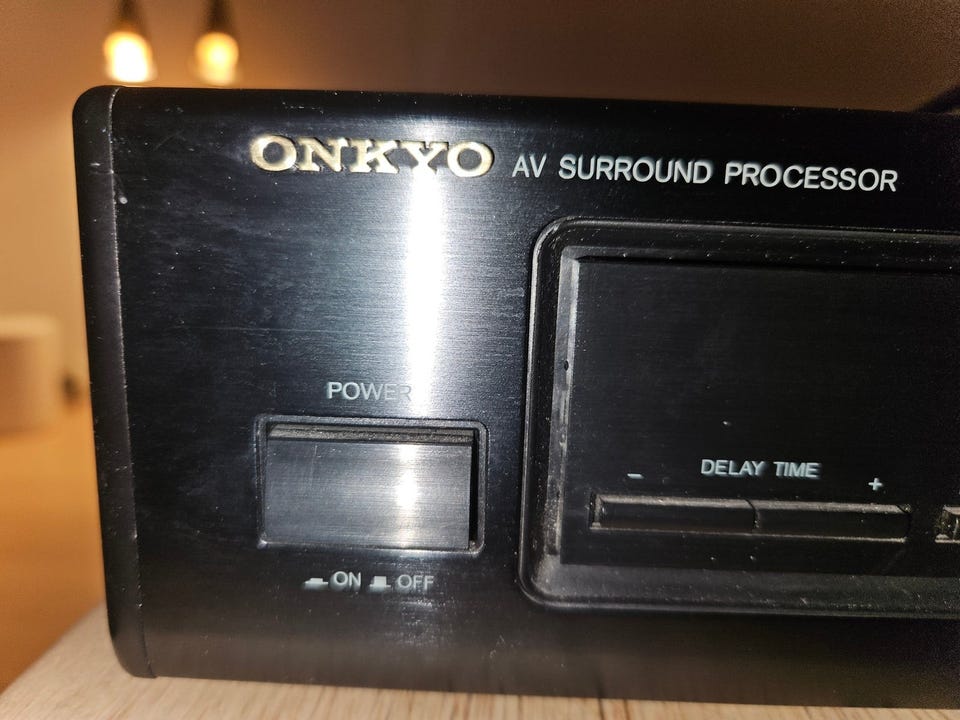 ONKYO AV SURROUND PROCESSOR
POWER
- DELAY TIME +
ON OFF